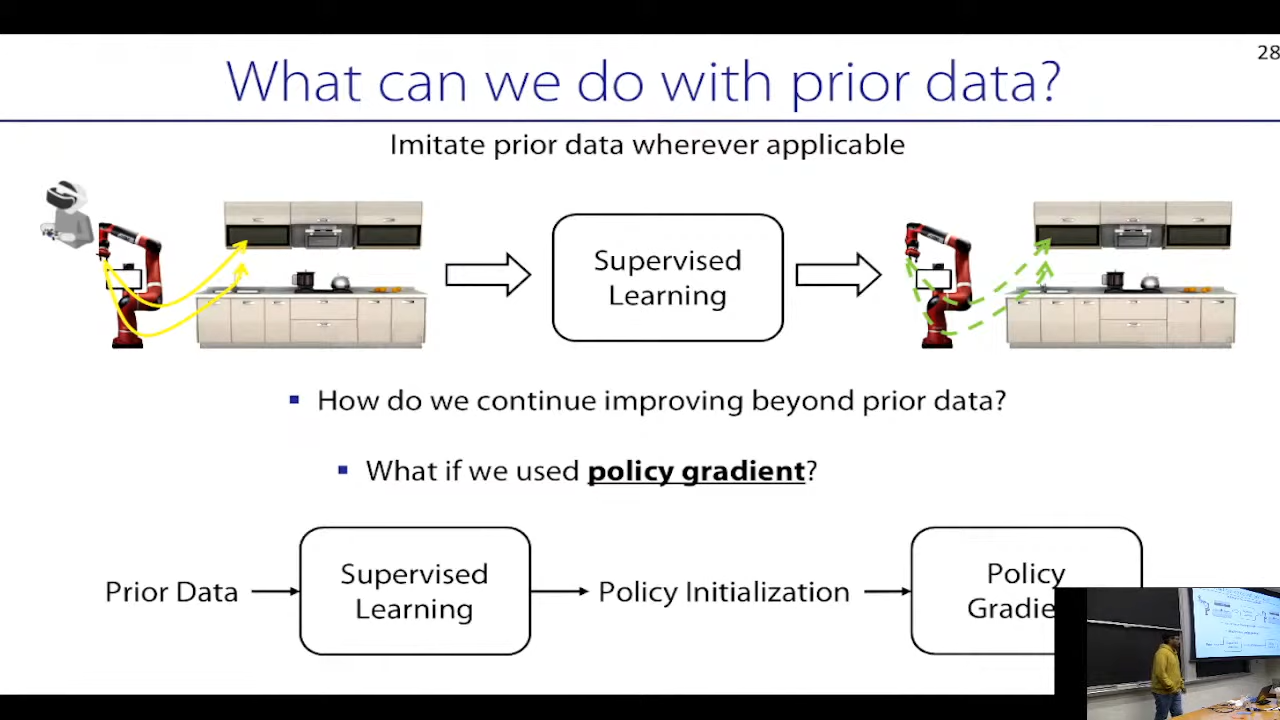 28
What can we do with prior data?
Imitate prior data wherever applicable
Supervised
Learning
How do we continue improving beyond prior data?
What if we used policy gradient?
Prior Data
Supervised
Learning
Policy Initialization
Policy